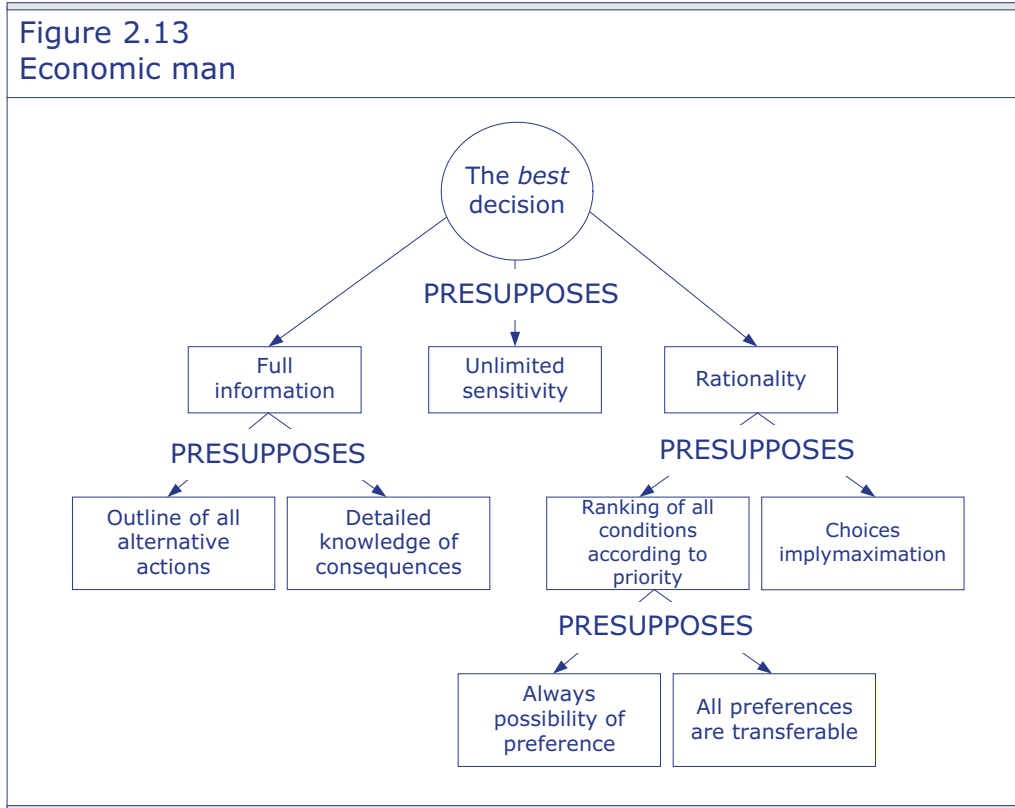 Figure 2.13
Economic man
The best
decision
PRESUPPOSES
Full
information
Unlimited
sensitivity
Rationality
PRESUPPOSES
PRESUPPOSES
Outline of all
alternative
actions
Detailed
knowledge of
consequences
Ranking of all
conditions
according to
priority
Choices
implymaximation
PRESUPPOSES
Always
possibility of
preference
All preferences
are transferable